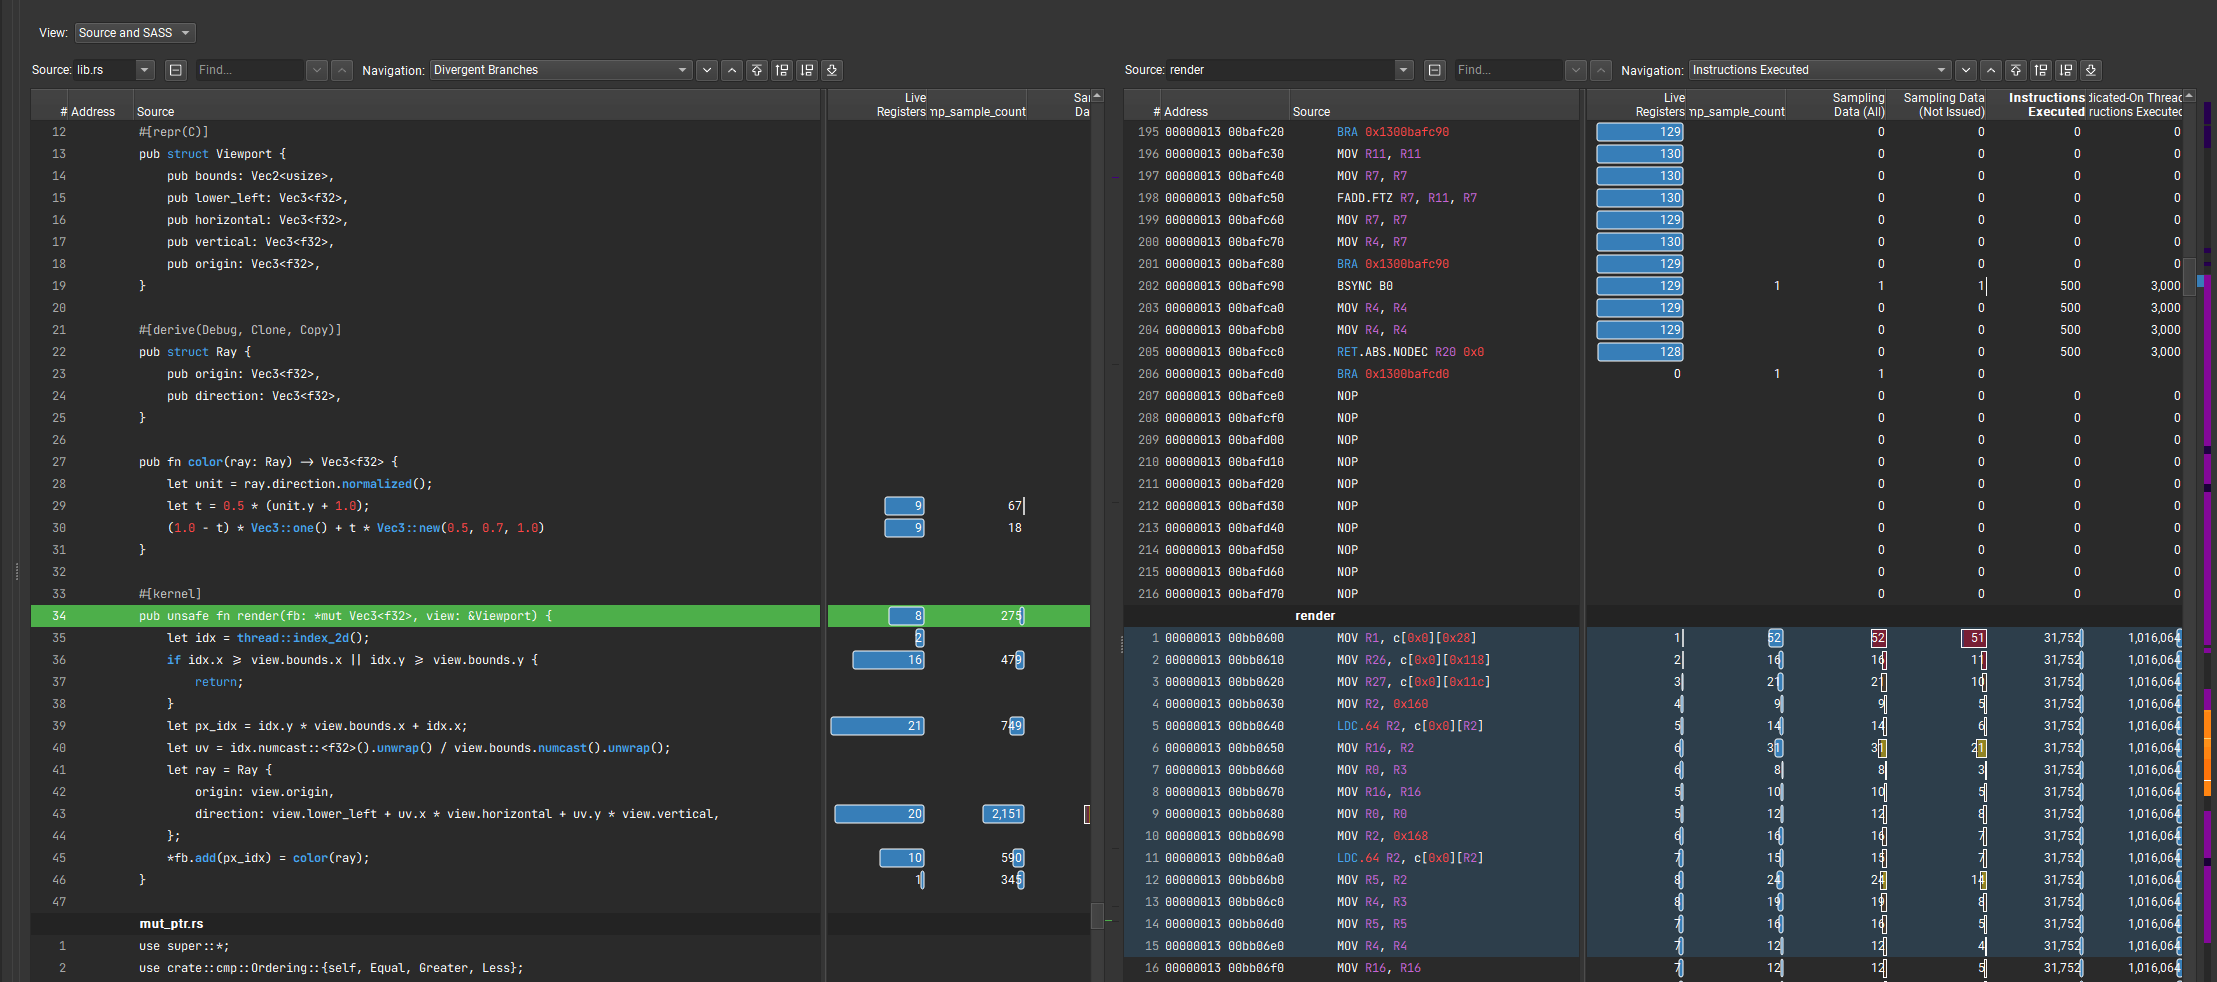 View: Source and SASS
Source: lib.rs Find... Navigation: Divergent Branches
# Address Source Live Registers mp_sample_count Sa Da
12 #[repr(C)]
13 pub struct Viewport {
14 pub bounds: Vec2<usize>,
15 pub lower_left: Vec3<f32>,
16 pub horizontal: Vec3<f32>,
17 pub vertical: Vec3<f32>,
18 pub origin: Vec3<f32>,
19 }
20
21 #[derive(Debug, Clone, Copy)]
22 pub struct Ray {
23 pub origin: Vec3<f32>,
24 pub direction: Vec3<f32>,
25 }
26
27 pub fn color(ray: Ray) → Vec3<f32> {
28 let unit = ray.direction.normalized();
29 let t = 0.5 * (unit.y + 1.0); 9 67
30 (1.0 - t) * Vec3::one() + t * Vec3::new(0.5, 0.7, 1.0) 9 18
31 }
32
33 #[kernel]
34 pub unsafe fn render(fb: *mut Vec3<f32>, view: &Viewport) { 8 275
35 let idx = thread::index_2d(); 2
36 if idx.x ⩾ view.bounds.x || idx.y ⩾ view.bounds.y { 16 479
37 return;
38 }
39 let px_idx = idx.y * view.bounds.x + idx.x; 21 749
40 let uv = idx.numcast::<f32>().unwrap() / view.bounds.numcast().unwrap();
41 let ray = Ray {
42 origin: view.origin,
43 direction: view.lower_left + uv.x * view.horizontal + uv.y * view.vertical, 20 2,151
44 };
45 *fb.add(px_idx) = color(ray); 10 590
46 } 1 345
47
mut_ptr.rs
1 use super::*;
2 use crate::cmp::Ordering::{self, Equal, Greater, Less};
Source: render Find... Navigation: Instructions Executed
# Address Source Live Registers mp_sample_count Sampling Data (All) Sampling Data (Not Issued) Instructions Executed dicated-On Threa ructions Executed
195 00000013 00bafc20 BRA 0x1300bafc90 129 0 0 0 0
196 00000013 00bafc30 MOV R11, R11 130 0 0 0 0
197 00000013 00bafc40 MOV R7, R7 130 0 0 0 0
198 00000013 00bafc50 FADD.FTZ R7, R11, R7 130 0 0 0 0
199 00000013 00bafc60 MOV R7, R7 129 0 0 0 0
200 00000013 00bafc70 MOV R4, R7 130 0 0 0 0
201 00000013 00bafc80 BRA 0x1300bafc90 129 0 0 0 0
202 00000013 00bafc90 BSYNC B0 129 1 1 1 500 3,000
203 00000013 00bafca0 MOV R4, R4 129 0 0 500 3,000
204 00000013 00bafcb0 MOV R4, R4 129 0 0 500 3,000
205 00000013 00bafcc0 RET.ABS.NODEC R20 0x0 128 0 0 500 3,000
206 00000013 00bafcd0 BRA 0x1300bafcd0 0 1 1 0
207 00000013 00bafce0 NOP 0 0 0 0
208 00000013 00bafcf0 NOP 0 0 0 0
209 00000013 00bafd00 NOP 0 0 0 0
210 00000013 00bafd10 NOP 0 0 0 0
211 00000013 00bafd20 NOP 0 0 0 0
212 00000013 00bafd30 NOP 0 0 0 0
213 00000013 00bafd40 NOP 0 0 0 0
214 00000013 00bafd50 NOP 0 0 0 0
215 00000013 00bafd60 NOP 0 0 0 0
216 00000013 00bafd70 NOP 0 0 0 0
render
1 00000013 00bb0600 MOV R1, c[0x0][0x28] 1 52 52 51 31,752 1,016,064
2 00000013 00bb0610 MOV R26, c[0x0][0x118] 2 16 16 11 31,752 1,016,064
3 00000013 00bb0620 MOV R27, c[0x0][0x11c] 3 21 21 10 31,752 1,016,064
4 00000013 00bb0630 MOV R2, 0x160 4 9 9 5 31,752 1,016,064
5 00000013 00bb0640 LDC.64 R2, c[0x0][R2] 5 14 14 6 31,752 1,016,064
6 00000013 00bb0650 MOV R16, R2 6 31 31 21 31,752 1,016,064
7 00000013 00bb0660 MOV R0, R3 6 8 8 3 31,752 1,016,064
8 00000013 00bb0670 MOV R16, R16 5 10 10 5 31,752 1,016,064
9 00000013 00bb0680 MOV R0, R0 5 12 12 8 31,752 1,016,064
10 00000013 00bb0690 MOV R2, 0x168 6 16 16 7 31,752 1,016,064
11 00000013 00bb06a0 LDC.64 R2, c[0x0][R2] 7 15 15 7 31,752 1,016,064
12 00000013 00bb06b0 MOV R5, R2 8 24 24 14 31,752 1,016,064
13 00000013 00bb06c0 MOV R4, R3 8 19 19 8 31,752 1,016,064
14 00000013 00bb06d0 MOV R5, R5 7 16 16 5 31,752 1,016,064
15 00000013 00bb06e0 MOV R4, R4 7 12 12 4 31,752 1,016,064
16 00000013 00bb06f0 MOV R16, R16 7 12 12 5 31,752 1,016,064